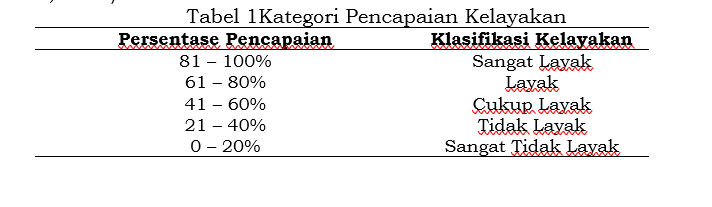 Tabel 1Kategori Pencapaian Kelayakan
Persentase Pencapaian Klasifikasi Kelayakan
81 – 100% Sangat Layak
61 – 80% Layak
41 – 60% Cukup Layak
21 – 40% Tidak Layak
0 – 20% Sangat Tidak Layak